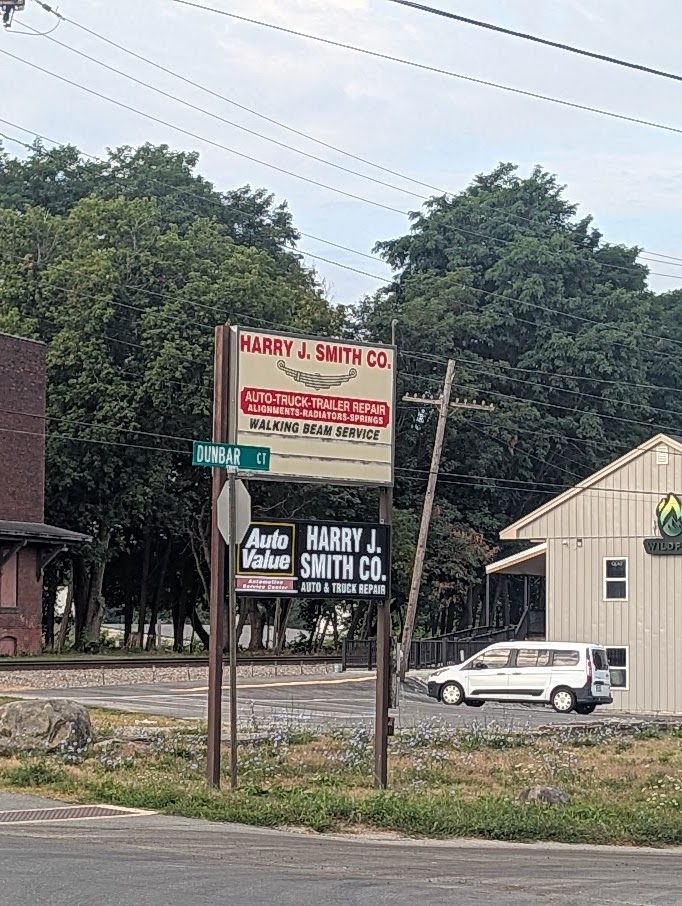 HARRY J. SMITH CO.
AUTO-TRUCK-TRAILER REPAIR
ALIGNMENTS-RADIATORS-SPRINGS
WALKING BEAM SERVICE
DUNBAR CT
Auto
Value
Automotive
Service Center
HARRY J.
SMITH CO.
AUTO & TRUCK REPAIR
WILDF